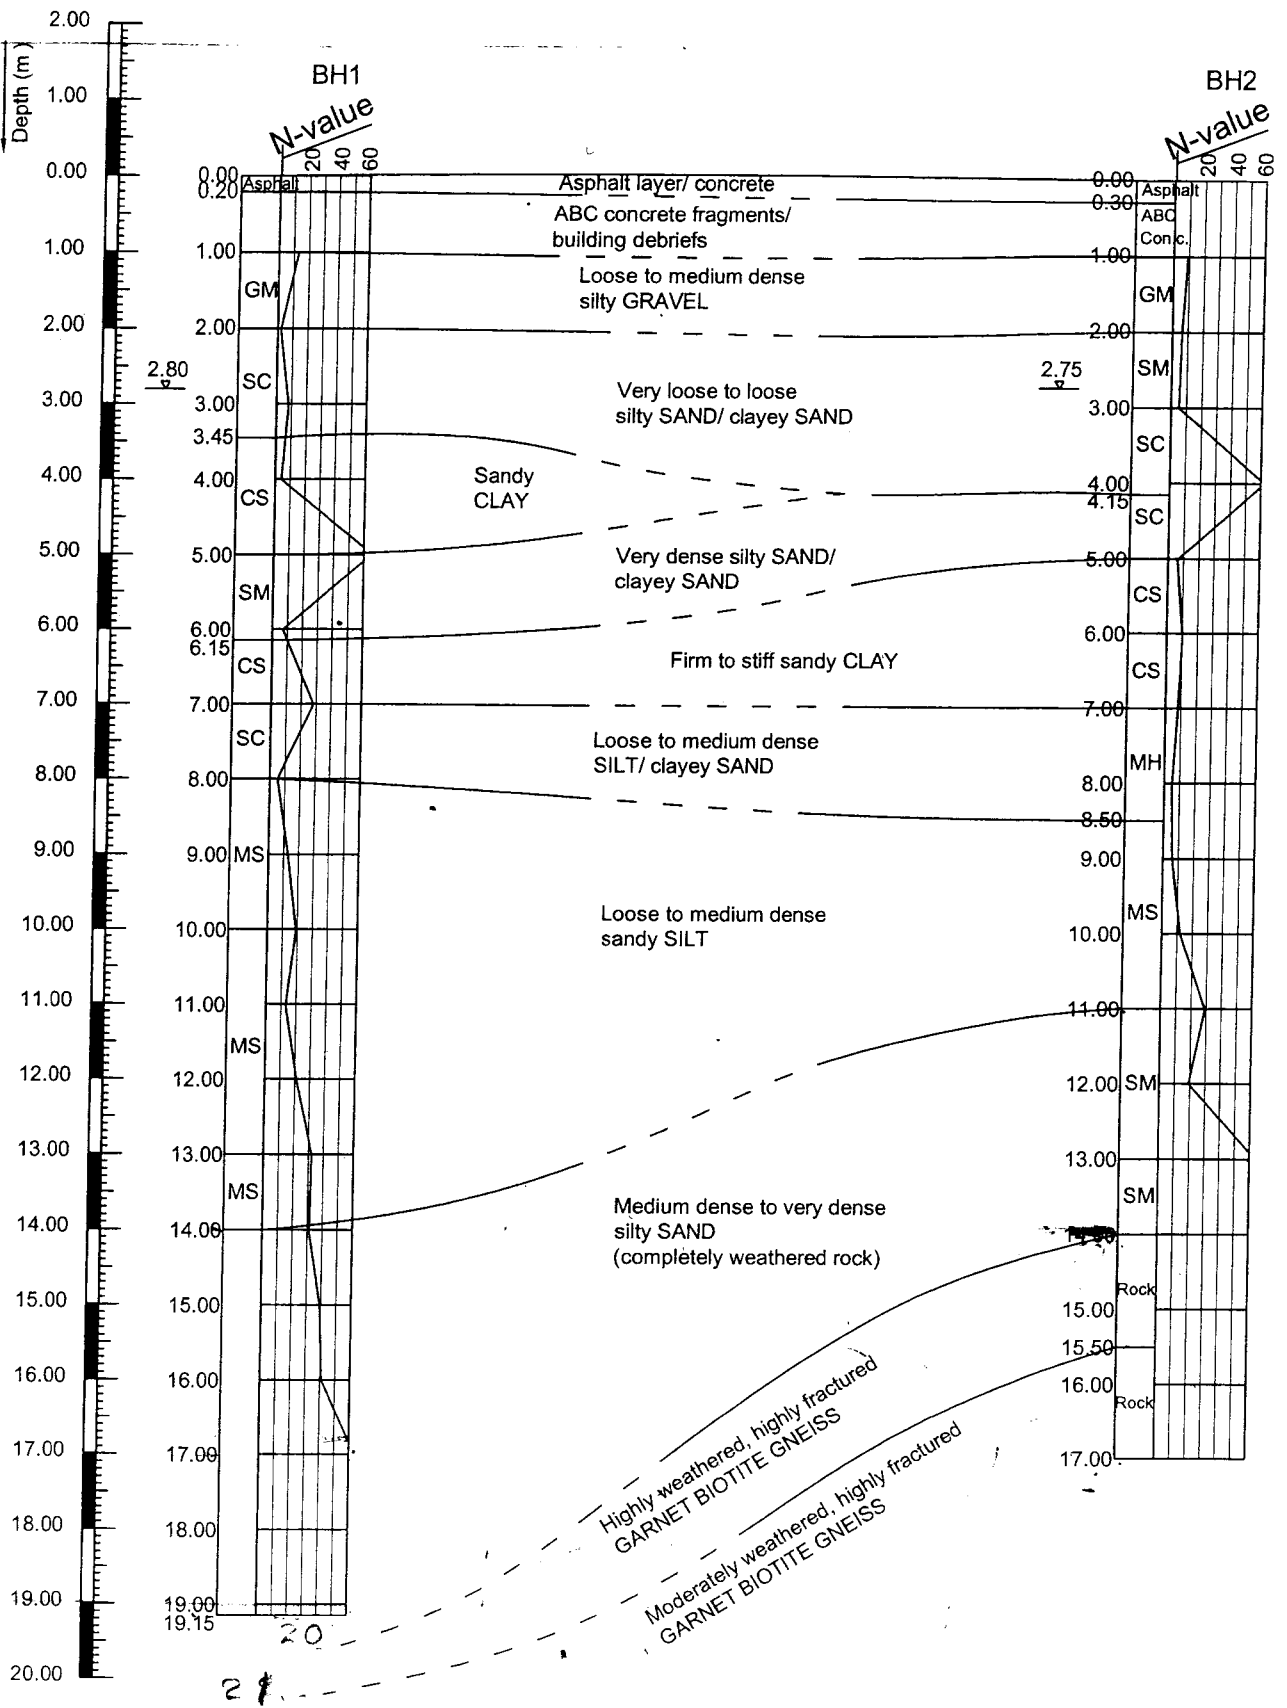 2.00
1.00
0.00
1.00
2.00
3.00
4.00
5.00
6.00
7.00
8.00
9.00
10.00
11.00
12.00
13.00
14.00
15.00
16.00
17.00
18.00
19.00
20.00
Depth (m)
BH1
N-value
20 40 60
0.00
0.20
Asphalt
1.00
GM
2.00
2.80
SC
3.00
3.45
4.00
CS
5.00
SM
6.00
6.15
CS
7.00
SC
8.00
9.00
MS
10.00
11.00
MS
12.00
13.00
MS
14.00
15.00
16.00
17.00
18.00
19.00
19.15
20
Asphalt layer/ concrete
ABC concrete fragments/
building debriefs
Loose to medium dense
silty GRAVEL
Very loose to loose
silty SAND/ clayey SAND
Sandy
CLAY
Very dense silty SAND/
clayey SAND
Firm to stiff sandy CLAY
Loose to medium dense
SILT/ clayey SAND
Loose to medium dense
sandy SILT
Medium dense to very dense
silty SAND
(completely weathered rock)
Highly weathered, highly fractured
GARNET BIOTITE GNEISS
Moderately weathered, highly fractured
GARNET BIOTITE GNEISS
BH2
N-value
20 40 60
0.00
Asphalt
0.30
ABC
Conc.
1.00
GM
2.00
2.75
SM
3.00
SC
4.00
4.15
SC
5.00
CS
6.00
CS
7.00
MH
8.00
8.50
9.00
MS
10.00
11.00
12.00
SM
13.00
SM
Rock
15.00
15.50
16.00
Rock
17.00